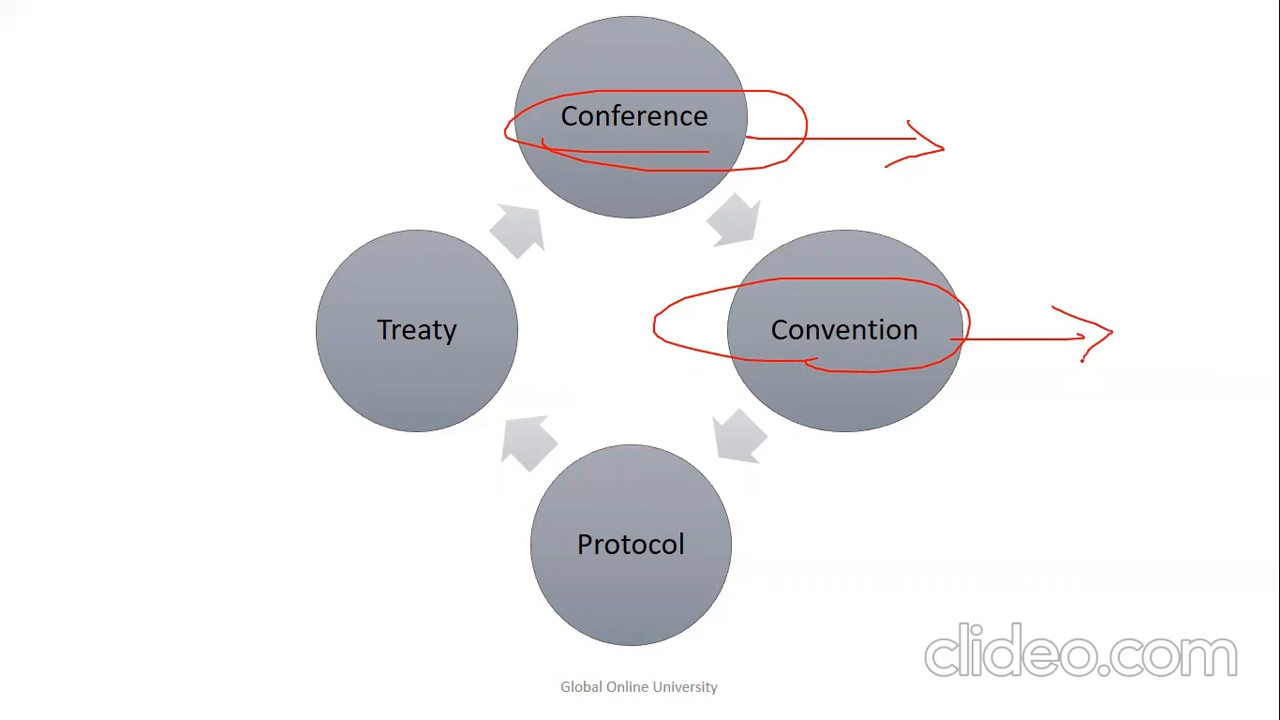 Conference
Treaty
Convention
Protocol
clideo.com
Global Online University